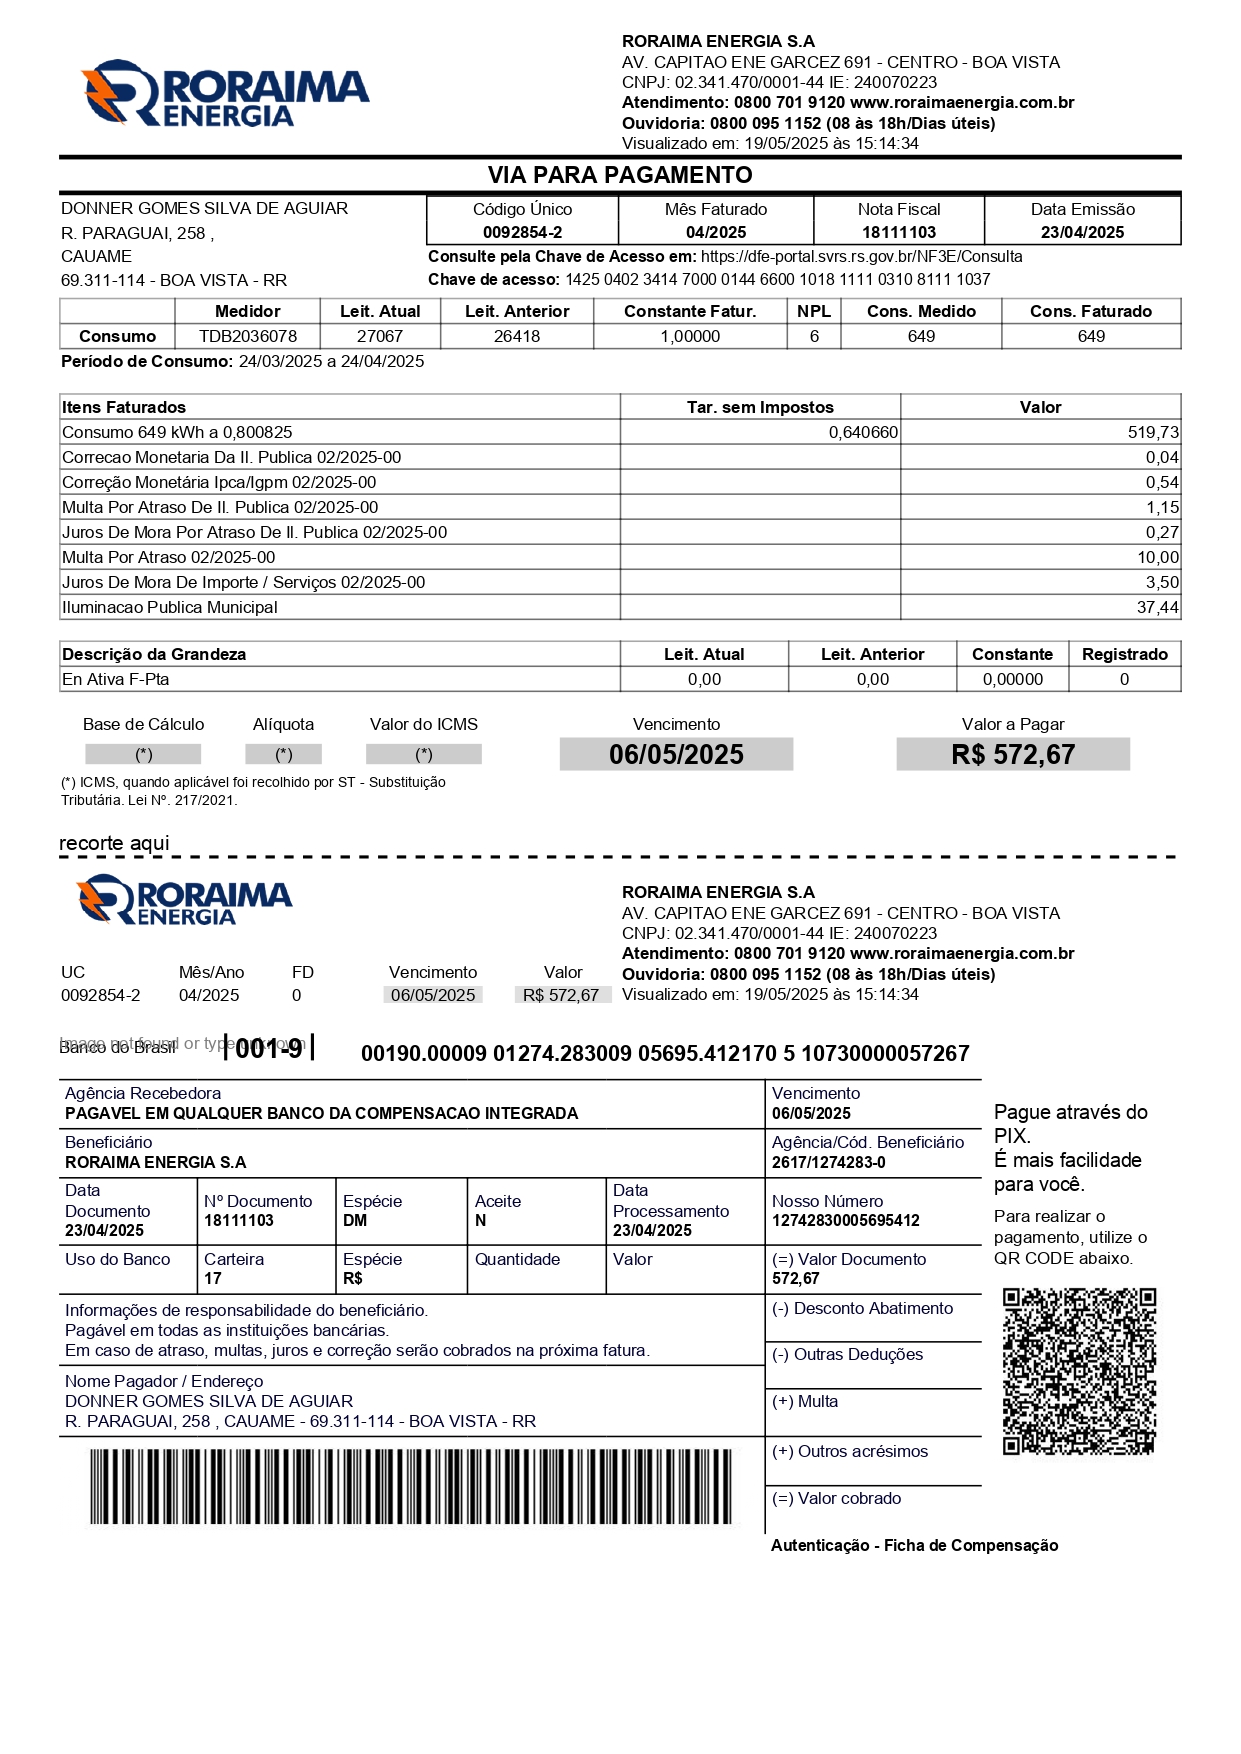 RORAIMA
ENERGIA
RORAIMA ENERGIA S.A
AV. CAPITAO ENE GARCEZ 691 - CENTRO - BOA VISTA
CNPJ: 02.341.470/0001-44 IE: 240070223
Atendimento: 0800 701 9120 www.roraimaenergia.com.br
Ouvidoria: 0800 095 1152 (08 às 18h/Dias úteis)
Visualizado em: 19/05/2025 às 15:14:34
VIA PARA PAGAMENTO
DONNER GOMES SILVA DE AGUIAR
R. PARAGUAI, 258 ,
CAUAME
69.311-114 - BOA VISTA - RR
Código Único Mês Faturado Nota Fiscal Data Emissão
0092854-2 04/2025 18111103 23/04/2025
Consulte pela Chave de Acesso em: https://dfe-portal.svrs.rs.gov.br/NF3E/Consulta
Chave de acesso: 1425 0402 3414 7000 0144 6600 1018 1111 0310 8111 1037
Medidor Leit. Atual Leit. Anterior Constante Fatur. NPL Cons. Medido Cons. Faturado
Consumo TDB2036078 27067 26418 1,00000 6 649 649
Período de Consumo: 24/03/2025 a 24/04/2025
Itens Faturados Tar. sem Impostos Valor
Consumo 649 kWh a 0,800825 0,640660 519,73
Correcao Monetaria Da Il. Publica 02/2025-00 0,04
Correção Monetária Ipca/Igpm 02/2025-00 0,54
Multa Por Atraso De Il. Publica 02/2025-00 1,15
Juros De Mora Por Atraso De Il. Publica 02/2025-00 0,27
Multa Por Atraso 02/2025-00 10,00
Juros De Mora De Importe / Serviços 02/2025-00 3,50
Iluminacao Publica Municipal 37,44
Descrição da Grandeza Leit. Atual Leit. Anterior Constante Registrado
En Ativa F-Pta 0,00 0,00 0,00000 0
Base de Cálculo Alíquota Valor do ICMS Vencimento Valor a Pagar
(*) (*) (*) 06/05/2025 R$ 572,67
(*) ICMS, quando aplicável foi recolhido por ST - Substituição
Tributária. Lei Nº. 217/2021.
recorte aqui
RORAIMA
ENERGIA
RORAIMA ENERGIA S.A
AV. CAPITAO ENE GARCEZ 691 - CENTRO - BOA VISTA
CNPJ: 02.341.470/0001-44 IE: 240070223
Atendimento: 0800 701 9120 www.roraimaenergia.com.br
Ouvidoria: 0800 095 1152 (08 às 18h/Dias úteis)
Visualizado em: 19/05/2025 às 15:14:34
UC Mês/Ano FD Vencimento Valor
0092854-2 04/2025 0 06/05/2025 R$ 572,67
Image not found or type unknown
Banco do Brasil 001-9 00190.00009 01274.283009 05695.412170 5 10730000057267
Agência Recebedora
PAGAVEL EM QUALQUER BANCO DA COMPENSACAO INTEGRADA
Vencimento
06/05/2025
Beneficiário
RORAIMA ENERGIA S.A
Agência/Cód. Beneficiário
2617/1274283-0
Data
Documento
23/04/2025
Nº Documento
18111103
Espécie
DM
Aceite
N
Data
Processamento
23/04/2025
Nosso Número
12742830005695412
Uso do Banco
Carteira
17
Espécie
R$
Quantidade
Valor
(=) Valor Documento
572,67
Informações de responsabilidade do beneficiário.
Pagável em todas as instituições bancárias.
Em caso de atraso, multas, juros e correção serão cobrados na próxima fatura.
Nome Pagador / Endereço
DONNER GOMES SILVA DE AGUIAR
R. PARAGUAI, 258 , CAUAME - 69.311-114 - BOA VISTA - RR
(-) Desconto Abatimento
(-) Outras Deduções
(+) Multa
(+) Outros acrésimos
(=) Valor cobrado
Autenticação - Ficha de Compensação
Pague através do
PIX.
É mais facilidade
para você.
Para realizar o
pagamento, utilize o
QR CODE abaixo.